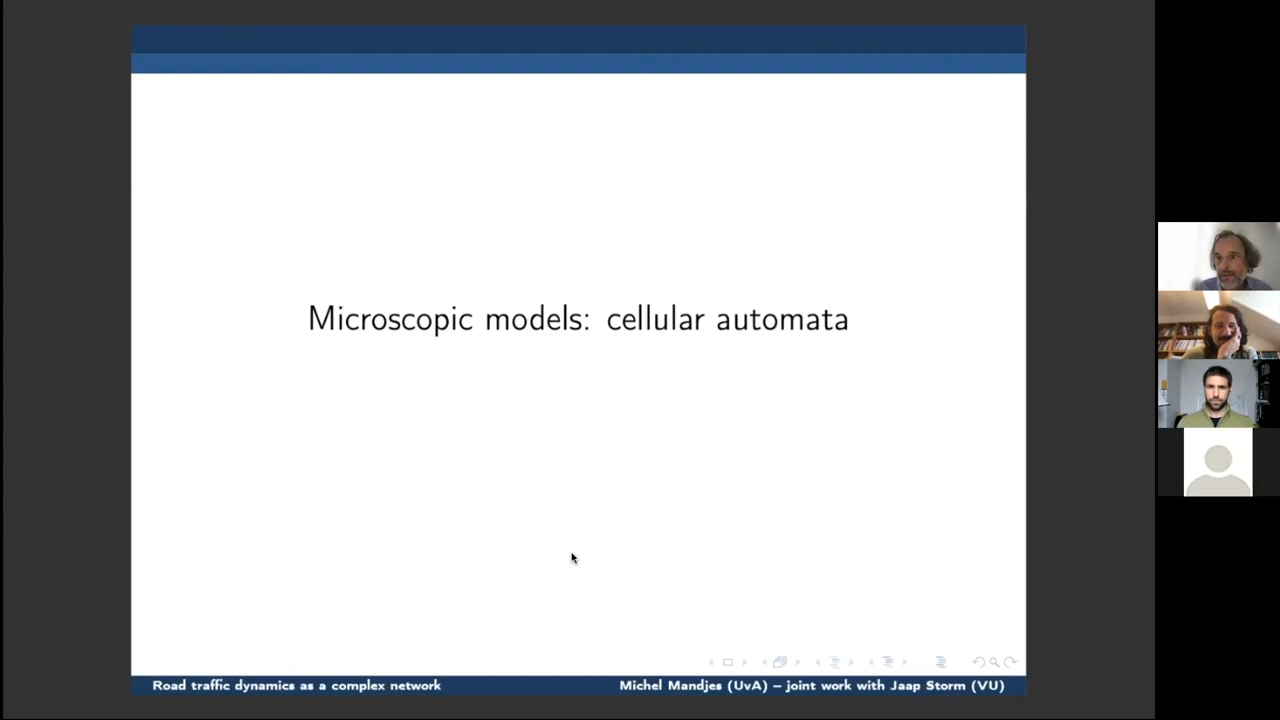 Microscopic models: cellular automata
Road traffic dynamics as a complex network
Michel Mandjes (UvA) – joint work with Jaap Storm (VU)